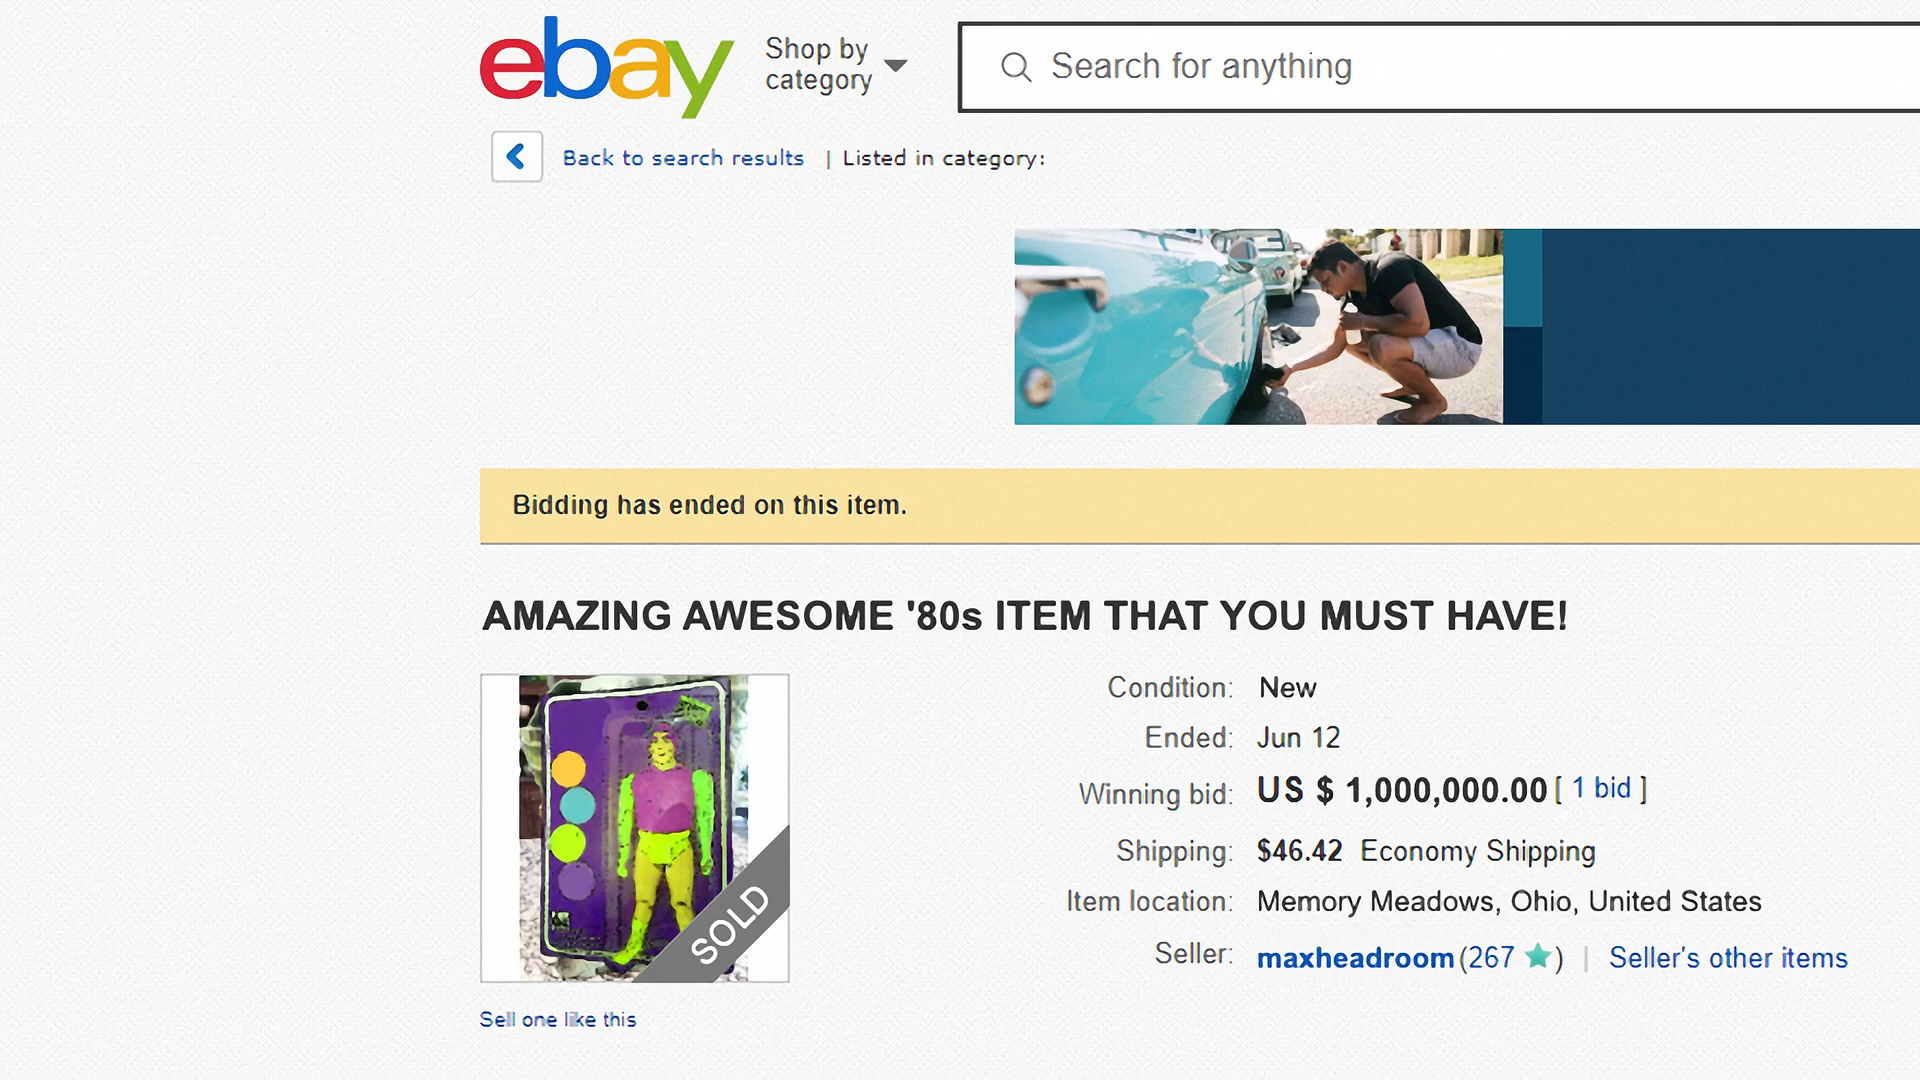 ebay
Shop by
category
Search for anything
Back to search results | Listed in category:
Bidding has ended on this item.
AMAZING AWESOME '80s ITEM THAT YOU MUST HAVE!
Condition: New
Ended: Jun 12
Winning bid: US $ 1,000,000.00 [ 1 bid ]
Shipping: $46.42 Economy Shipping
Item location: Memory Meadows, Ohio, United States
Seller: maxheadroom (267 ★) | Seller's other items
SOLD
Sell one like this